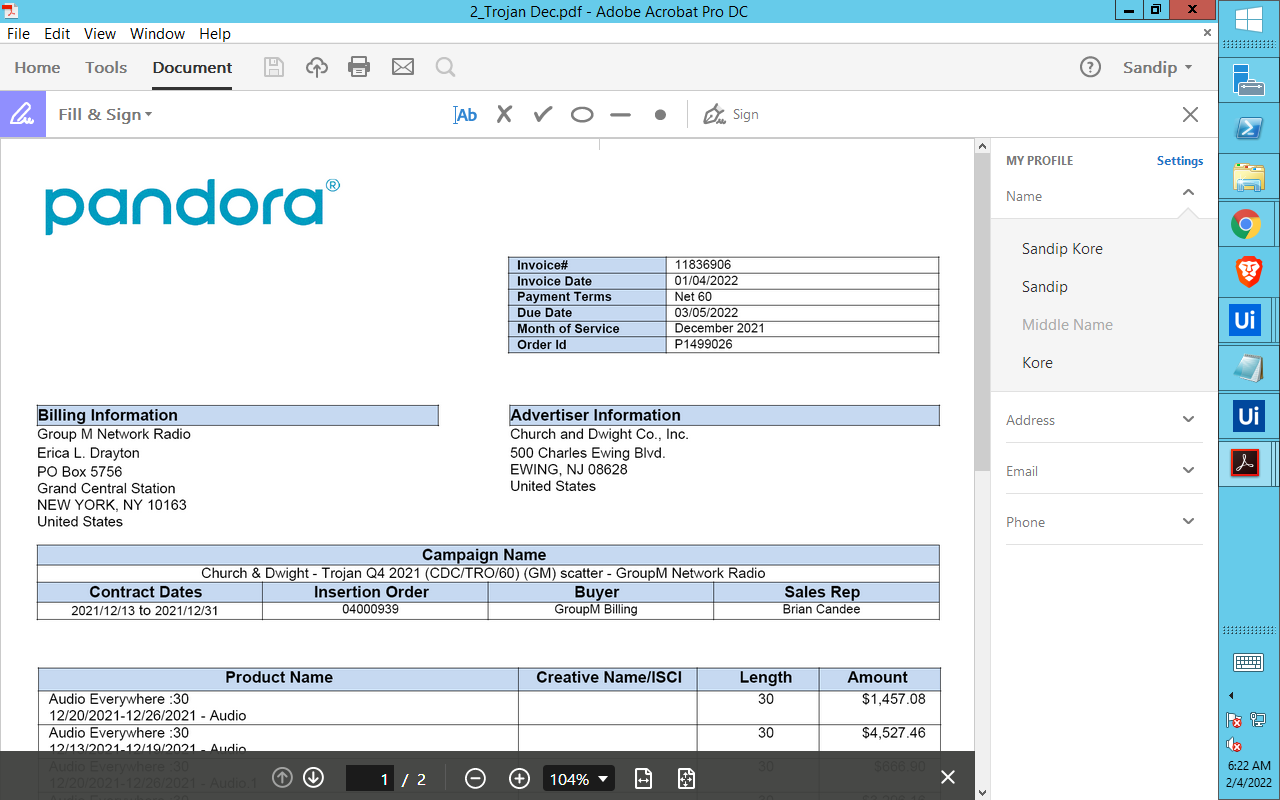 2_Trojan Dec.pdf - Adobe Acrobat Pro DC
File Edit View Window Help
Home Tools Document
Sandip
Fill & Sign
Ab
Sign
pandora®
Invoice# 11836906
Invoice Date 01/04/2022
Payment Terms Net 60
Due Date 03/05/2022
Month of Service December 2021
Order Id P1499026
Billing Information
Group M Network Radio
Erica L. Drayton
PO Box 5756
Grand Central Station
NEW YORK, NY 10163
United States
Advertiser Information
Church and Dwight Co., Inc.
500 Charles Ewing Blvd.
EWING, NJ 08628
United States
Campaign Name
Church & Dwight - Trojan Q4 2021 (CDC/TRO/60) (GM) scatter - GroupM Network Radio
Contract Dates Insertion Order Buyer Sales Rep
2021/12/13 to 2021/12/31 04000939 GroupM Billing Brian Candee
Product Name Creative Name/ISCI Length Amount
Audio Everywhere :30 30 $1,457.08
12/20/2021-12/26/2021 - Audio
Audio Everywhere :30 30 $4,527.46
12/13/2021-12/19/2021 - Audio
Audio Everywhere :30 30
12/20/2021-12/26/2021 - Audio
1 / 2
104%
MY PROFILE Settings
Name
Sandip Kore
Sandip
Middle Name
Kore
Address
Email
Phone
Ui
Ui
6:22 AM
2/4/2022